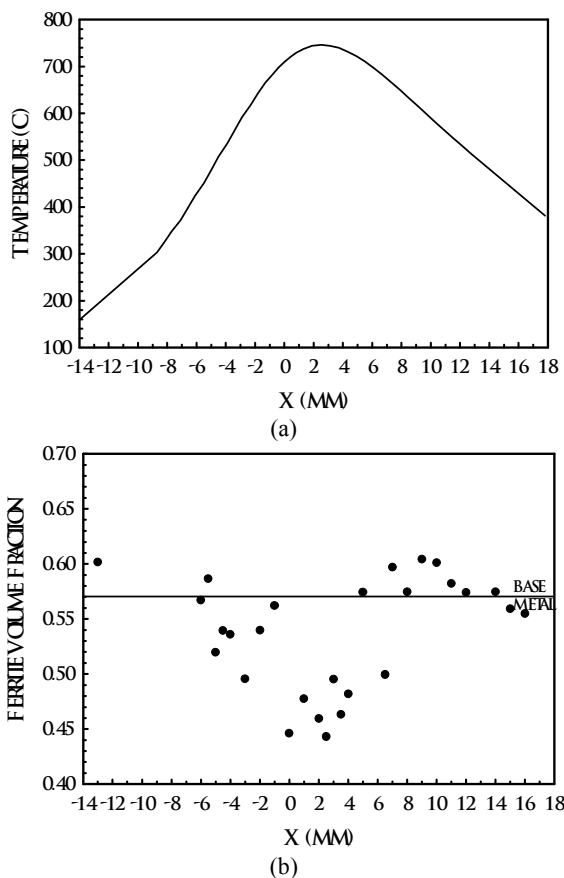 800
700
600
500
400
300
200
100
TEMPERATURE (C)
-14 -12 -10 -8 -6 -4 -2 0 2 4 6 8 10 12 14 16 18
X (MM)
(a)
0.70
0.65
0.60
0.55
0.50
0.45
0.40
FERRITE VOLUME FRACTION
BASE
METAL
-14 -12 -10 -8 -6 -4 -2 0 2 4 6 8 10 12 14 16 18
X (MM)
(b)